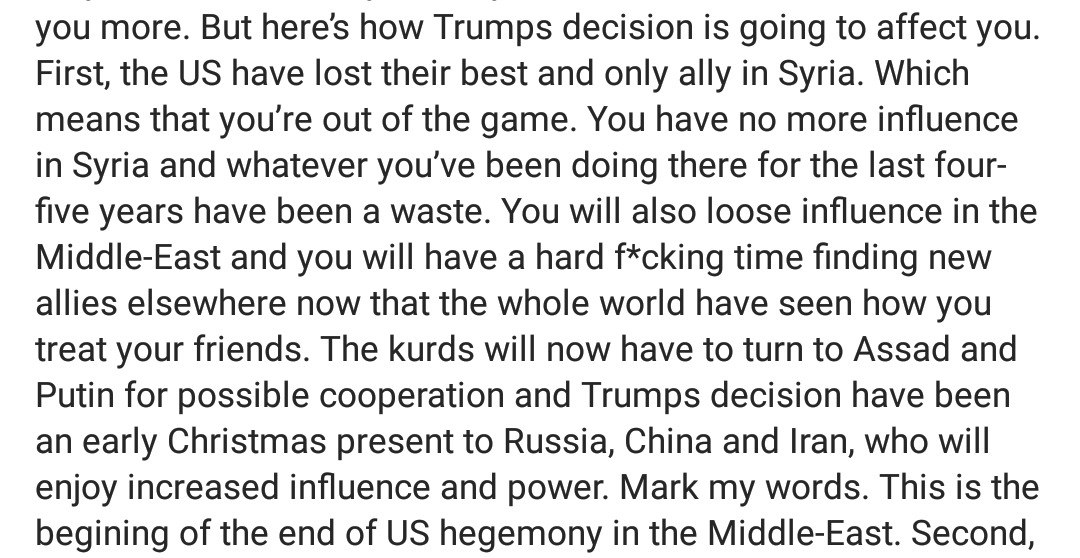 you more. But here’s how Trumps decision is going to affect you.
First, the US have lost their best and only ally in Syria. Which
means that you’re out of the game. You have no more influence
in Syria and whatever you’ve been doing there for the last four-
five years have been a waste. You will also loose influence in the
Middle-East and you will have a hard f*cking time finding new
allies elsewhere now that the whole world have seen how you
treat your friends. The kurds will now have to turn to Assad and
Putin for possible cooperation and Trumps decision have been
an early Christmas present to Russia, China and Iran, who will
enjoy increased influence and power. Mark my words. This is the
begining of the end of US hegemony in the Middle-East. Second,